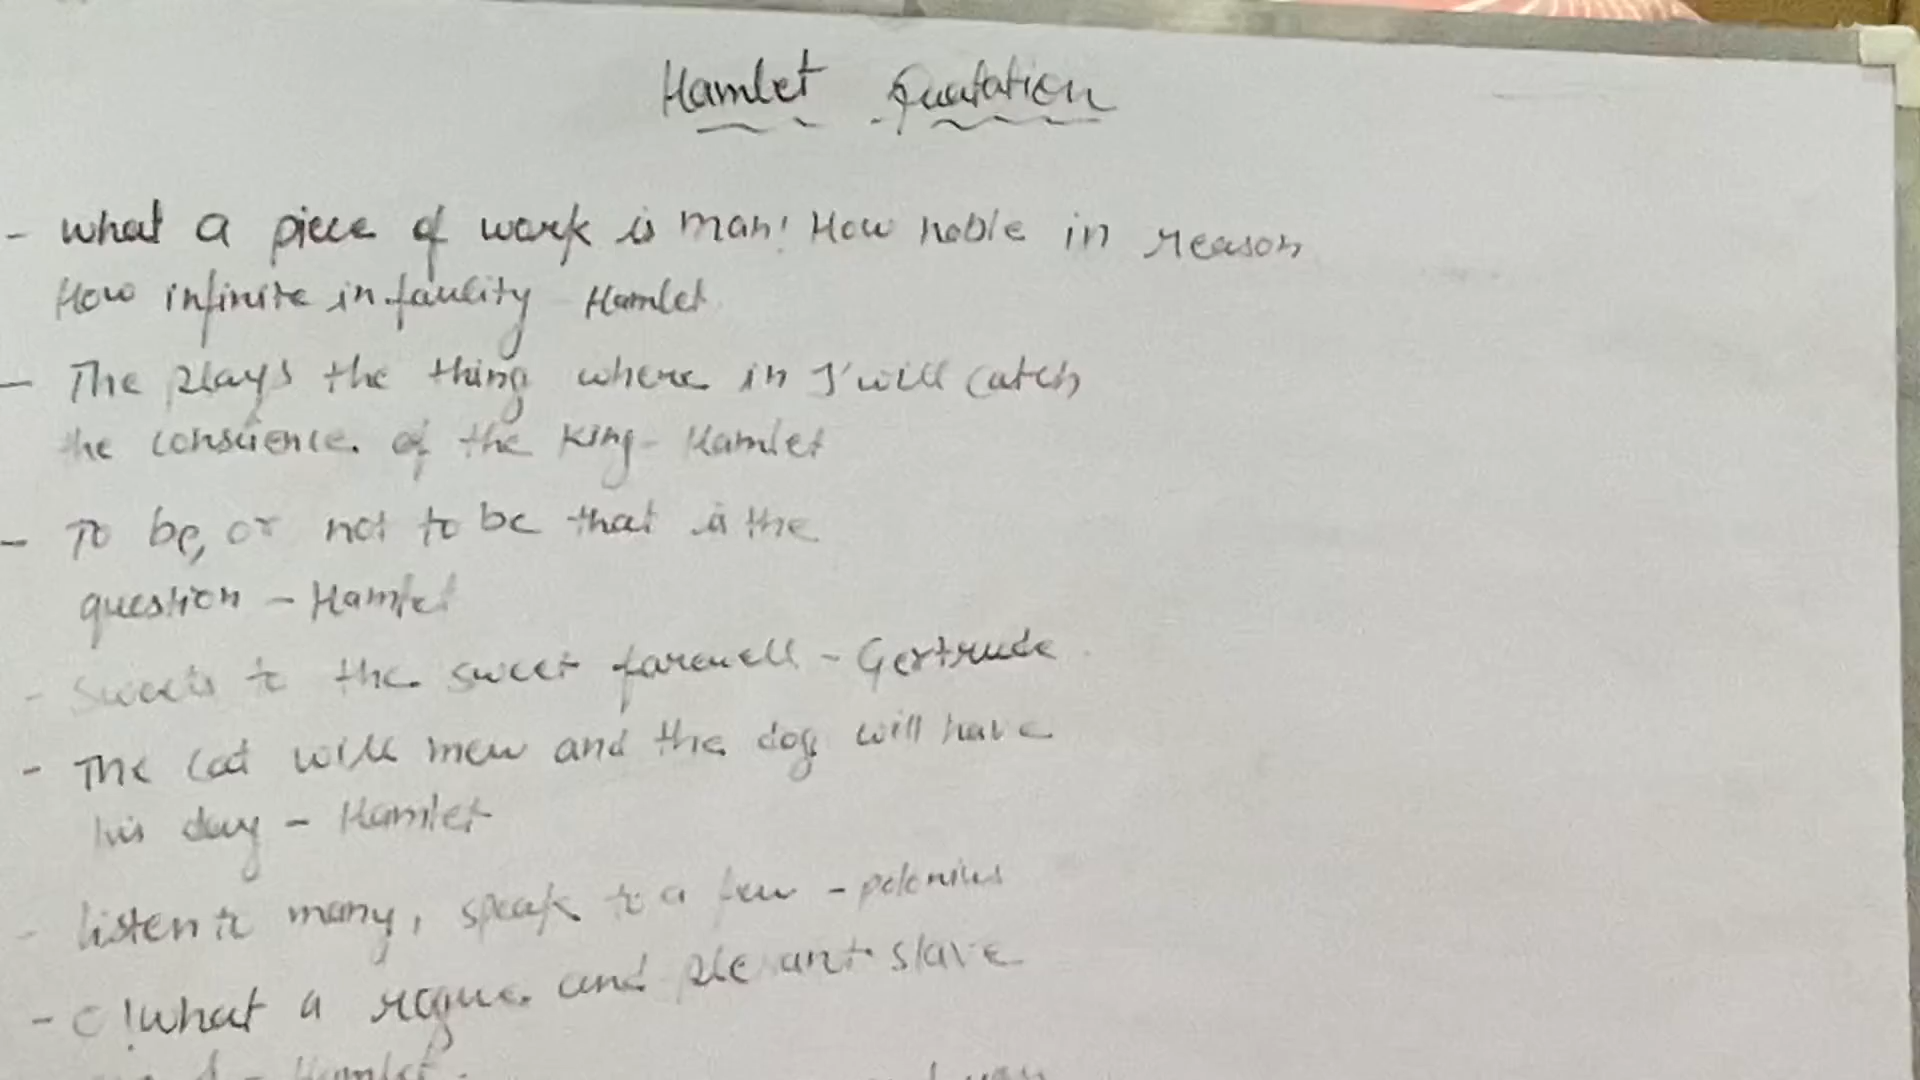 Hamlet Quatation
- what a piece of work is man! How noble in reason
How infinite in faulity Hamlet
- The plays the thing where in I'will catch
the conscience of the King - Hamlet
- To be, or not to be that is the
question - Hamlet
- Sweets to the sweet farewell - Gertrude
- The cat will mew and the dog will have
his day - Hamlet
- listen to many, speak to a few - polonius
- O! what a rogue and pleasant slave
- Hamlet.